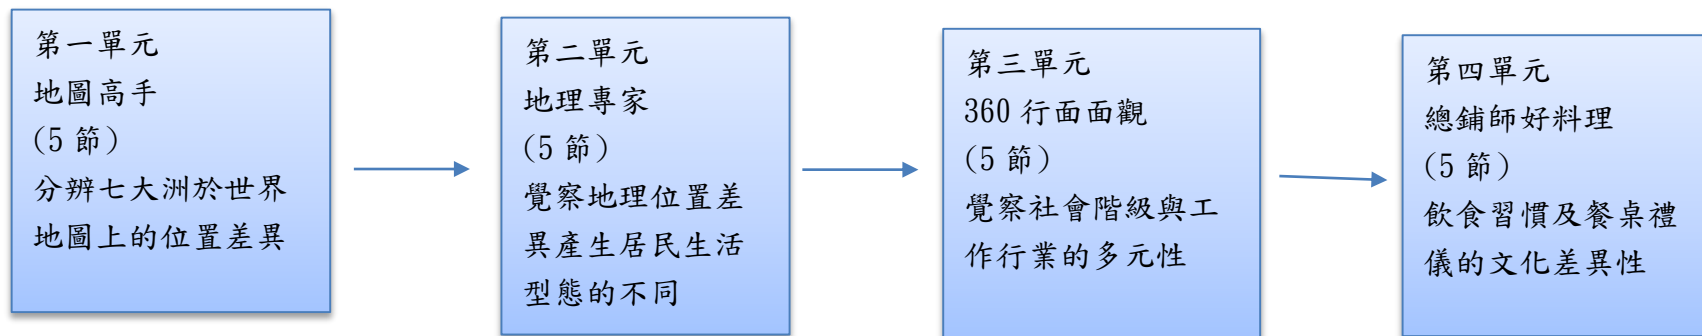 第一單元
地圖高手
(5 節)
分辨七大洲於世界
地圖上的位置差異
第二單元
地理專家
(5 節)
覺察地理位置差
異產生居民生活
型態的不同
第三單元
360 行面面觀
(5 節)
覺察社會階級與工
作行業的多元性
第四單元
總鋪師好料理
(5 節)
飲食習慣及餐桌禮
儀的文化差異性